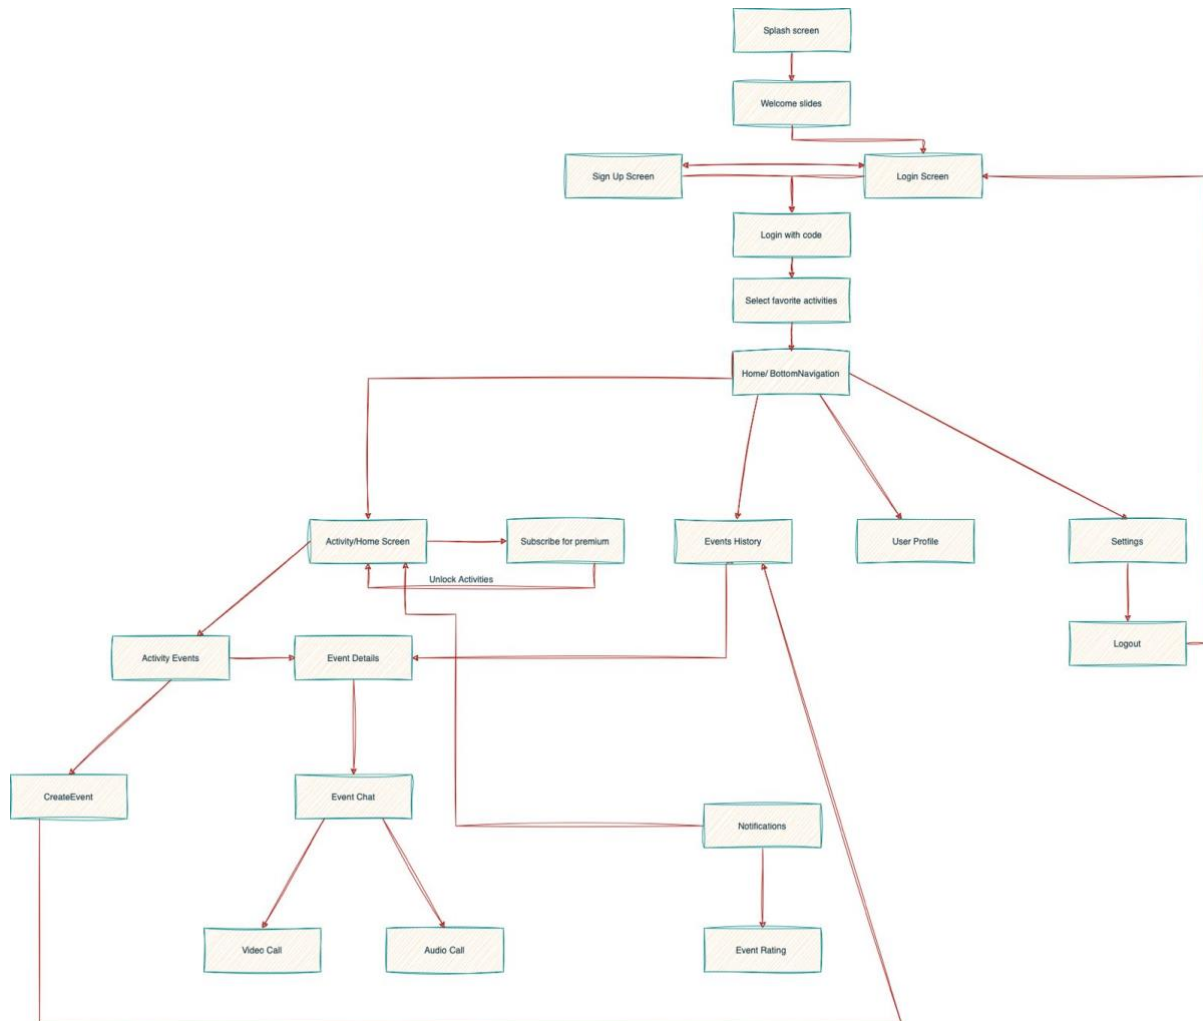 Splash screen
Welcome slides
Sign Up Screen
Login Screen
Login with code
Select favorite activities
Home/ BottomNavigation
Activity/Home Screen
Subscribe for premium
Events History
User Profile
Settings
Unlock Activities
Activity Events
Event Details
Logout
CreateEvent
Event Chat
Notifications
Video Call
Audio Call
Event Rating